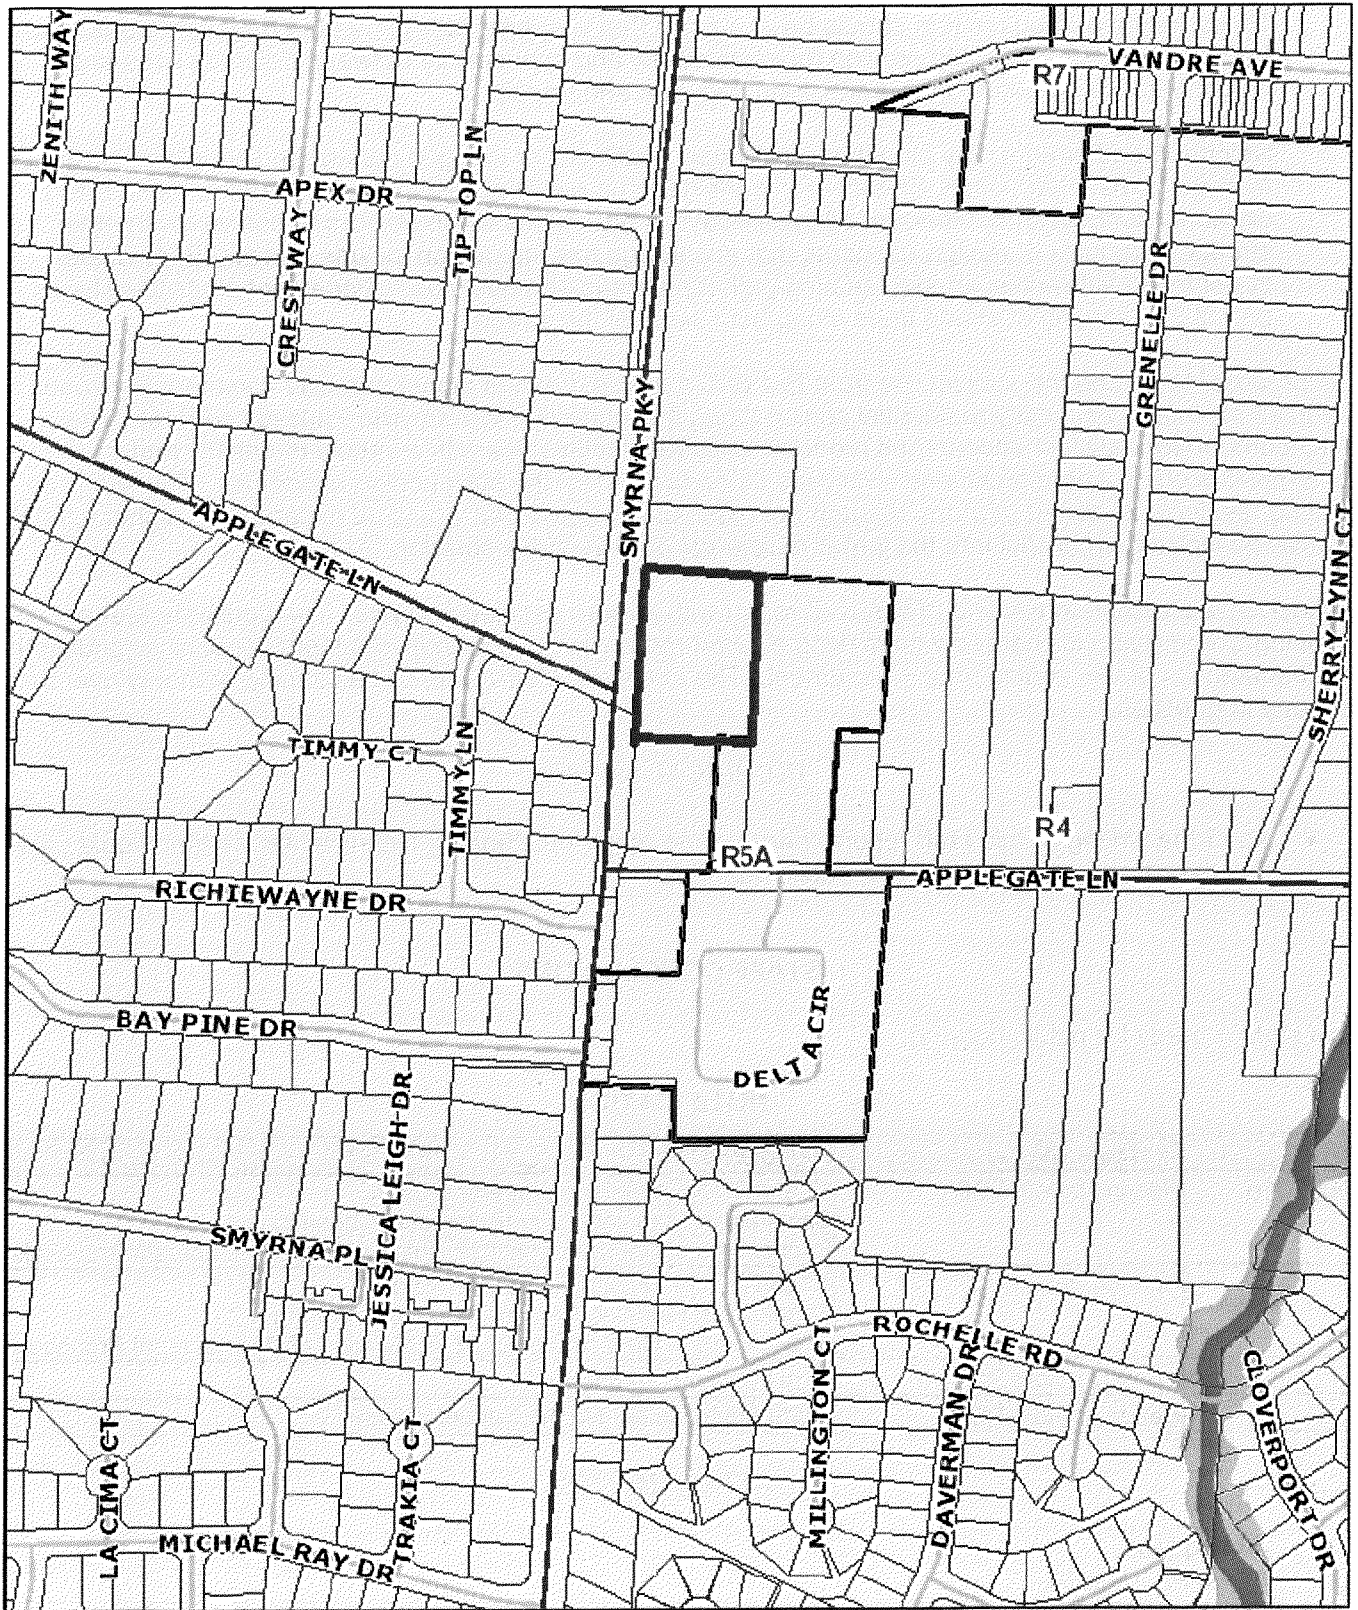 ZENITH WAY
VANDRE AVE
R7
APEX DR
TIP TOP LN
CREST WAY
GRENELLE DR
SMYRNA PKY
APPLEGATE LN
SHERRY LYNN CT
TIMMY CT
TIMMY LN
R4
R5A
APPLEGATE LN
RICHIEWAYNE DR
BAY PINE DR
DELTA CIR
JESSICA LEIGH DR
SMYRNA PL
ROCHELLE RD
MILLINGTON CT
DAVERMAN DR
CLOVERPORT DR
LA CIMA CT
TRAKIA CT
MICHAEL RAY DR